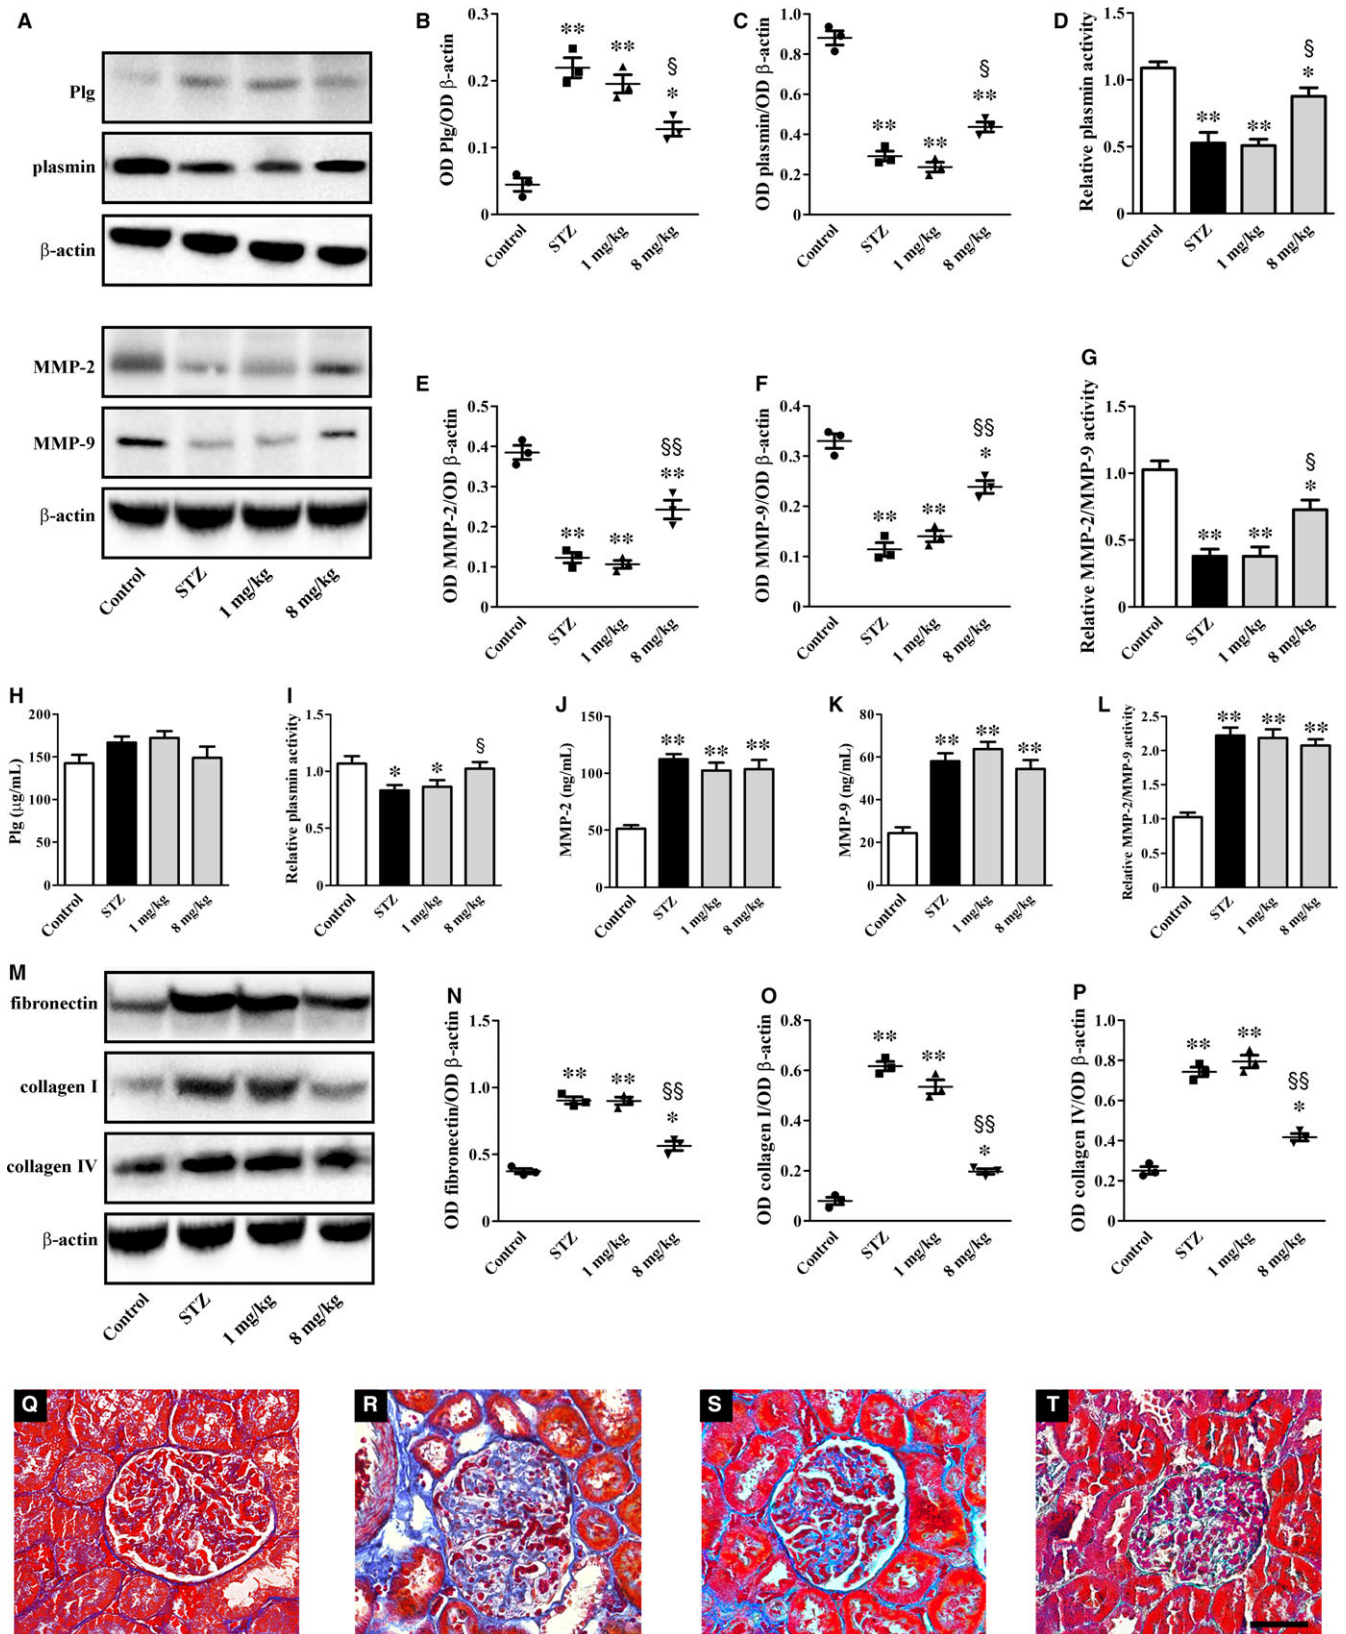 A
Plg
plasmin
β-actin
MMP-2
MMP-9
β-actin
Control STZ 1 mg/kg 8 mg/kg
B
OD Plg/OD β-actin
0.3
0.2
0.1
0
** ** § *
Control STZ 1 mg/kg 8 mg/kg
C
OD plasmin/OD β-actin
1.0
0.8
0.6
0.4
0.2
0
** ** § **
Control STZ 1 mg/kg 8 mg/kg
D
Relative plasmin activity
1.5
1.0
0.5
0
** ** § *
Control STZ 1 mg/kg 8 mg/kg
E
OD MMP-2/OD β-actin
0.5
0.4
0.3
0.2
0.1
0
** ** §§ **
Control STZ 1 mg/kg 8 mg/kg
F
OD MMP-9/OD β-actin
0.4
0.3
0.2
0.1
0
** ** §§ *
Control STZ 1 mg/kg 8 mg/kg
G
Relative MMP-2/MMP-9 activity
1.5
1.0
0.5
0
** ** § *
Control STZ 1 mg/kg 8 mg/kg
H
Plg (µg/mL)
200
150
100
50
0
Control STZ 1 mg/kg 8 mg/kg
I
Relative plasmin activity
1.5
1.0
0.5
0
* * §
Control STZ 1 mg/kg 8 mg/kg
J
MMP-2 (ng/mL)
150
100
50
0
** ** **
Control STZ 1 mg/kg 8 mg/kg
K
MMP-9 (ng/mL)
80
60
40
20
0
** ** **
Control STZ 1 mg/kg 8 mg/kg
L
Relative MMP-2/MMP-9 activity
2.5
2.0
1.5
1.0
0.5
0
** ** **
Control STZ 1 mg/kg 8 mg/kg
M
fibronectin
collagen I
collagen IV
β-actin
Control STZ 1 mg/kg 8 mg/kg
N
OD fibronectin/OD β-actin
1.5
1.0
0.5
0
** ** §§ *
Control STZ 1 mg/kg 8 mg/kg
O
OD collagen I/OD β-actin
0.8
0.6
0.4
0.2
0
** ** §§ *
Control STZ 1 mg/kg 8 mg/kg
P
OD collagen IV/OD β-actin
1.0
0.8
0.6
0.4
0.2
0
** ** §§ *
Control STZ 1 mg/kg 8 mg/kg
Q
R
S
T